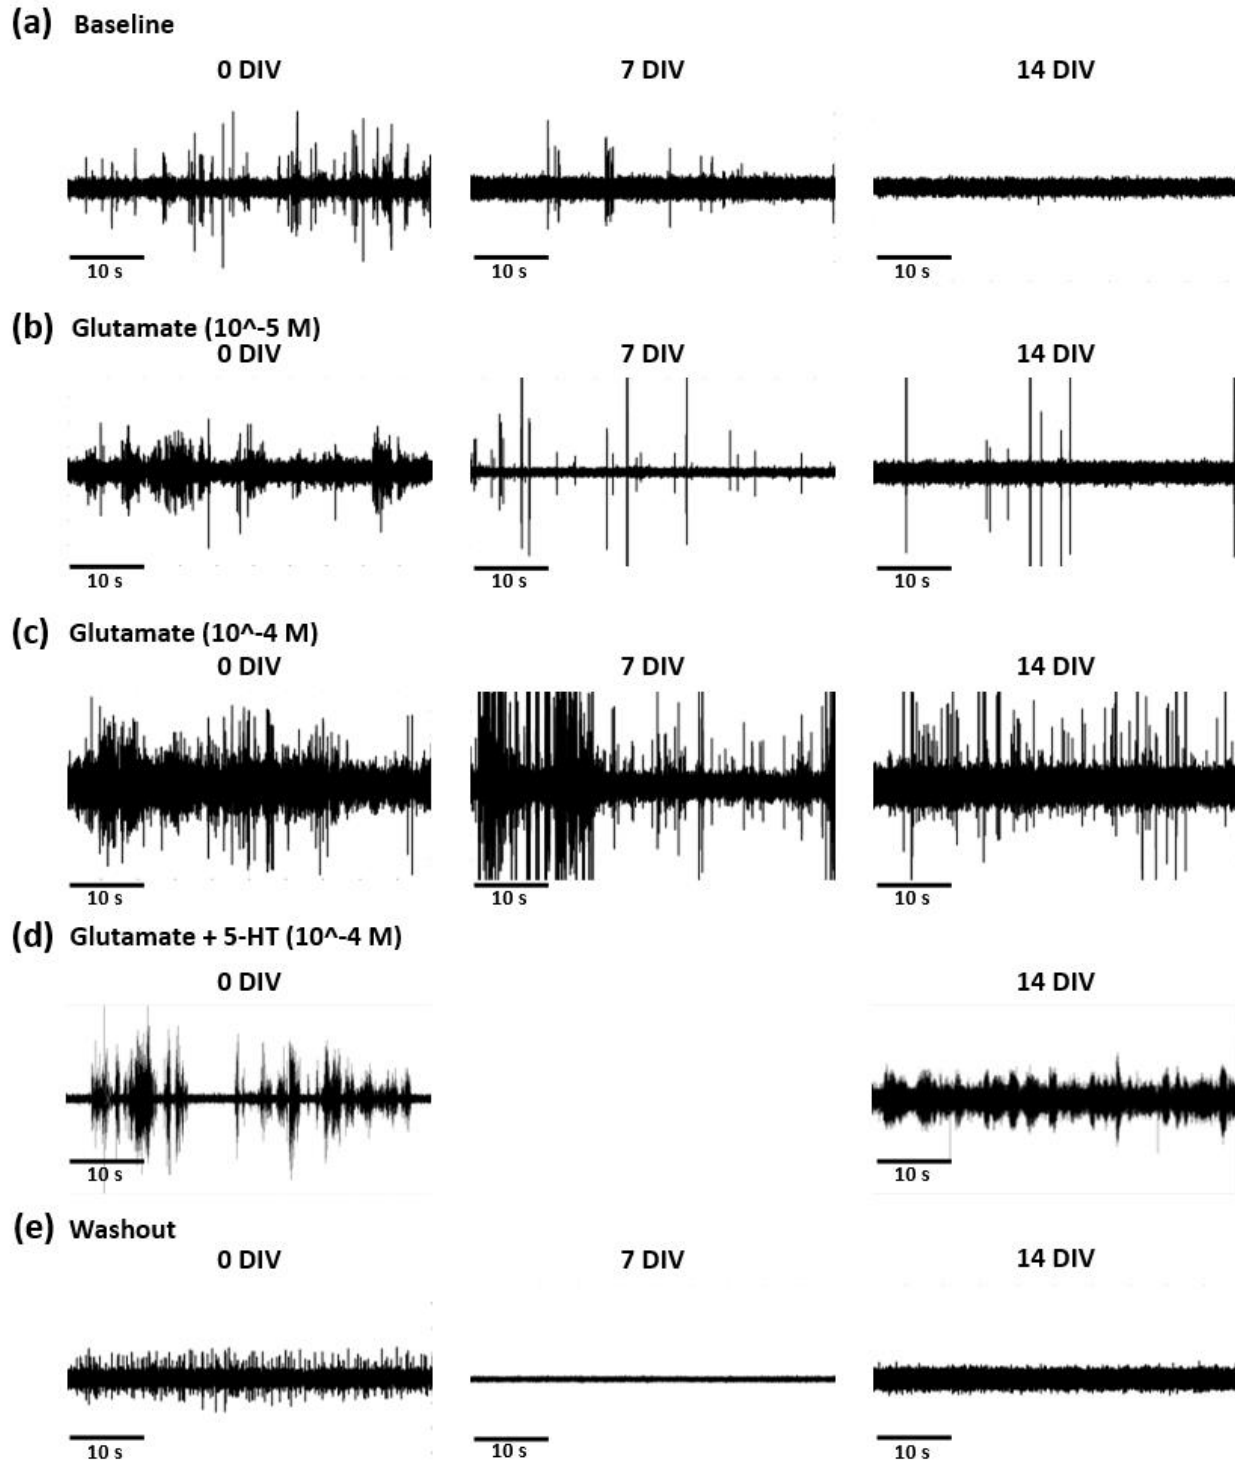 (a) Baseline
0 DIV 7 DIV 14 DIV
10 s 10 s 10 s
(b) Glutamate (10^-5 M)
0 DIV 7 DIV 14 DIV
10 s 10 s 10 s
(c) Glutamate (10^-4 M)
0 DIV 7 DIV 14 DIV
10 s 10 s 10 s
(d) Glutamate + 5-HT (10^-4 M)
0 DIV 14 DIV
10 s 10 s
(e) Washout
0 DIV 7 DIV 14 DIV
10 s 10 s 10 s